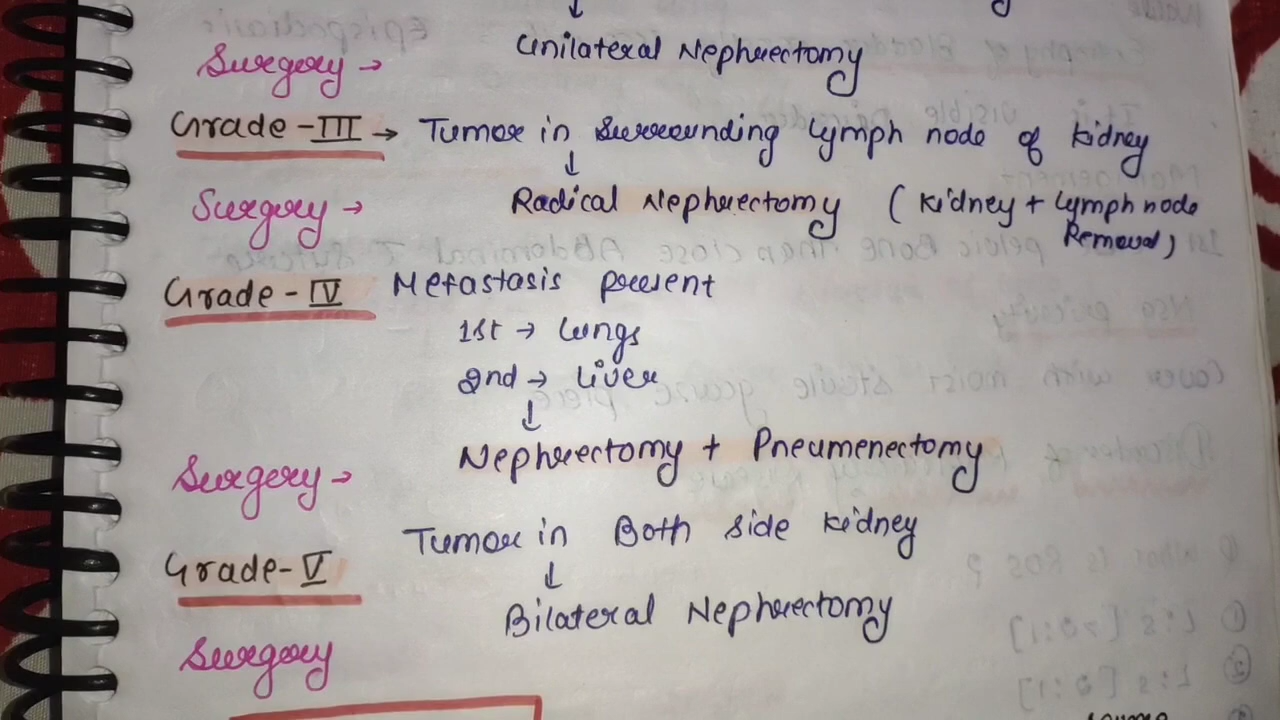 ↓
Unilateral Nephrectomy
Surgery →
Grade-III → Tumor in Surrounding Lymph node of Kidney
↓
Surgery → Radical Nephrectomy (Kidney + Lymph node
Removal)
Grade-IV Metastasis present
1st → Lungs
2nd → Liver
↓
Nephrectomy + Pneumenectomy
Surgery →
Tumor in Both side kidney
Grade-V
↓
Bilateral Nephrectomy
Surgery